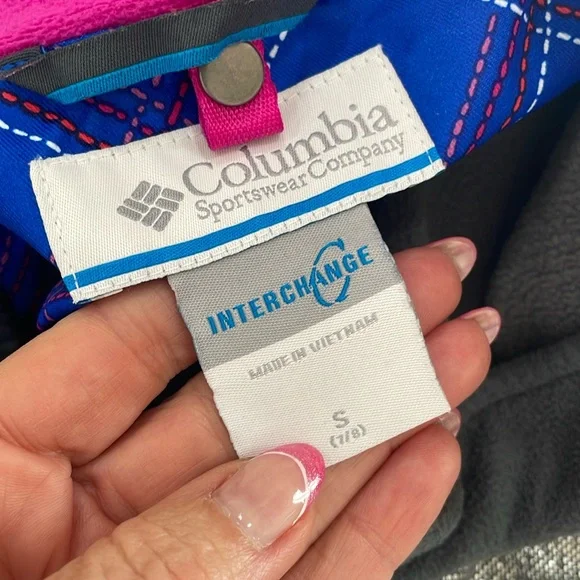 Columbia
Sportswear Company
INTERCHANGE
MADE IN VIETNAM
S
(7/8)